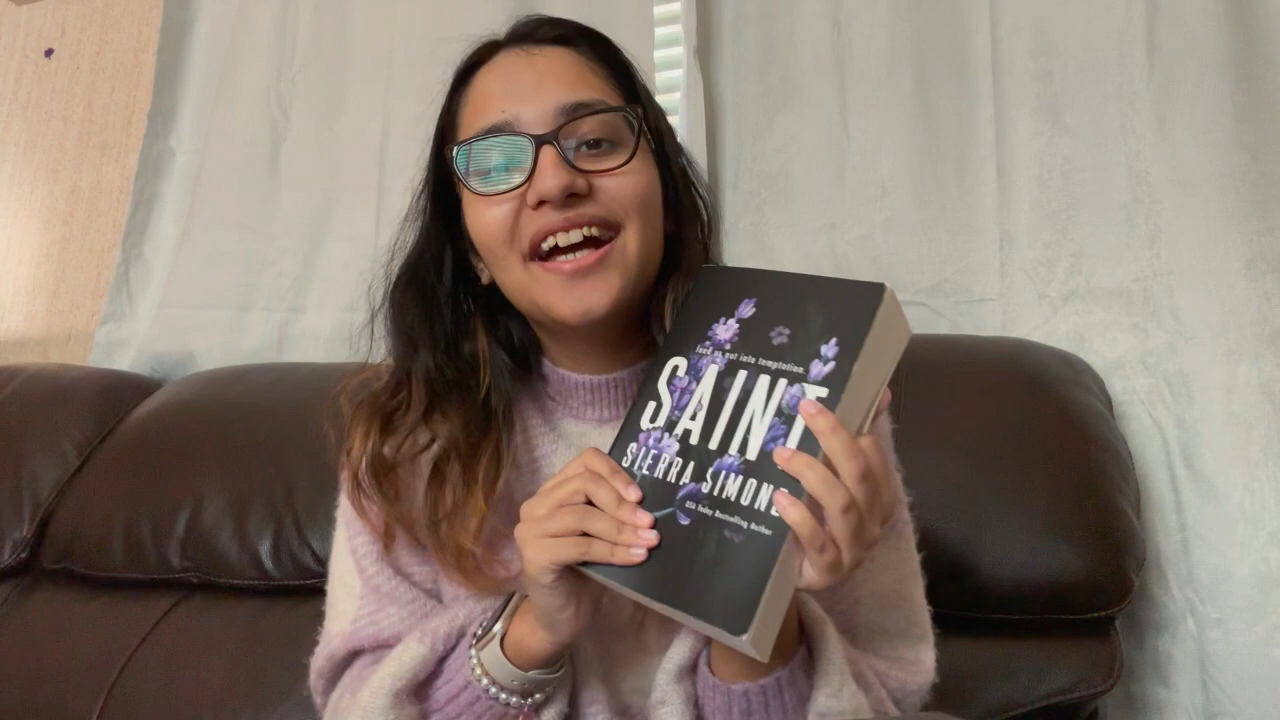 lead us not into temptation.
SAINT
SIERRA SIMONE
USA Today Bestselling Author